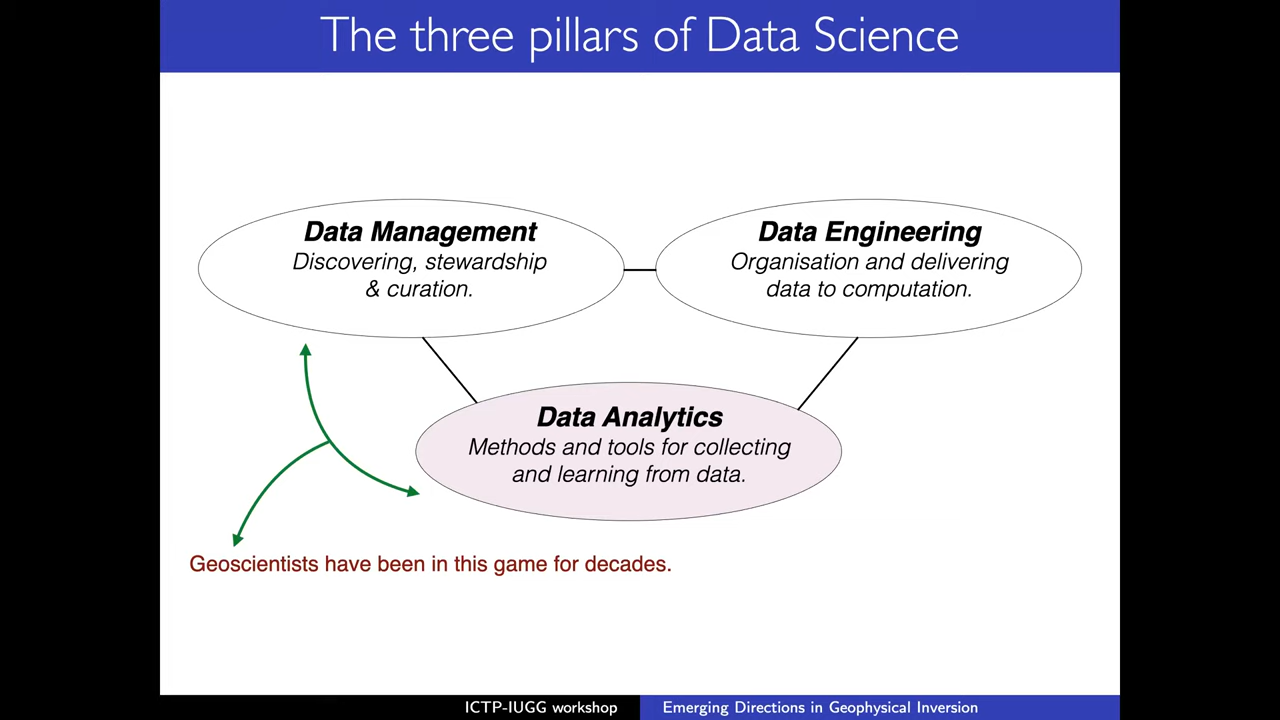 The three pillars of Data Science
Data Management
Discovering, stewardship
& curation.
Data Engineering
Organisation and delivering
data to computation.
Data Analytics
Methods and tools for collecting
and learning from data.
Geoscientists have been in this game for decades.
ICTP-IUGG workshop
Emerging Directions in Geophysical Inversion